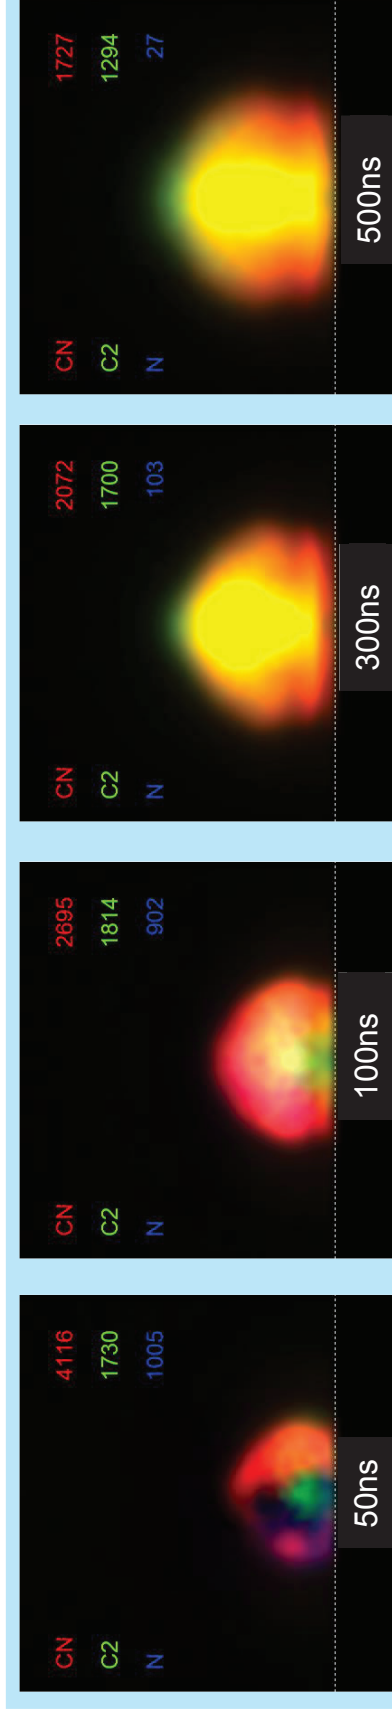 CN 4116
C2 1730
N 1005
50ns
CN 2695
C2 1814
N 902
100ns
CN 2072
C2 1700
N 103
300ns
CN 1727
C2 1294
N 27
500ns